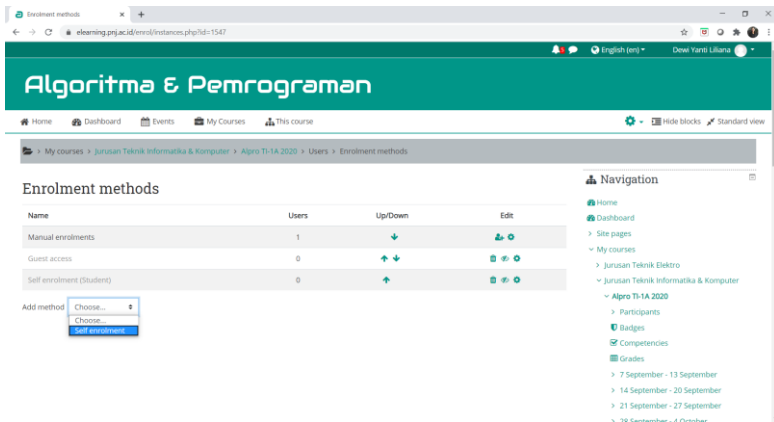 Enrolment methods
elearning.pnj.ac.id/enrol/instances.php?id=1547
English (en)
Dewi Yanti Liliana
Algoritma & Pemrograman
Home Dashboard Events My Courses This course
Hide blocks Standard view
> My courses > Jurusan Teknik Informatika & Komputer > Alpro TI-1A 2020 > Users > Enrolment methods
Enrolment methods
Name Users Up/Down Edit
Manual enrolments 1
Guest access 0
Self enrolment (Student) 0
Add method Choose...
Choose...
Self enrolment
Navigation
Home
Dashboard
Site pages
My courses
Jurusan Teknik Elektro
Jurusan Teknik Informatika & Komputer
Alpro TI-1A 2020
Participants
Badges
Competencies
Grades
7 September - 13 September
14 September - 20 September
21 September - 27 September
28 September - 4 October